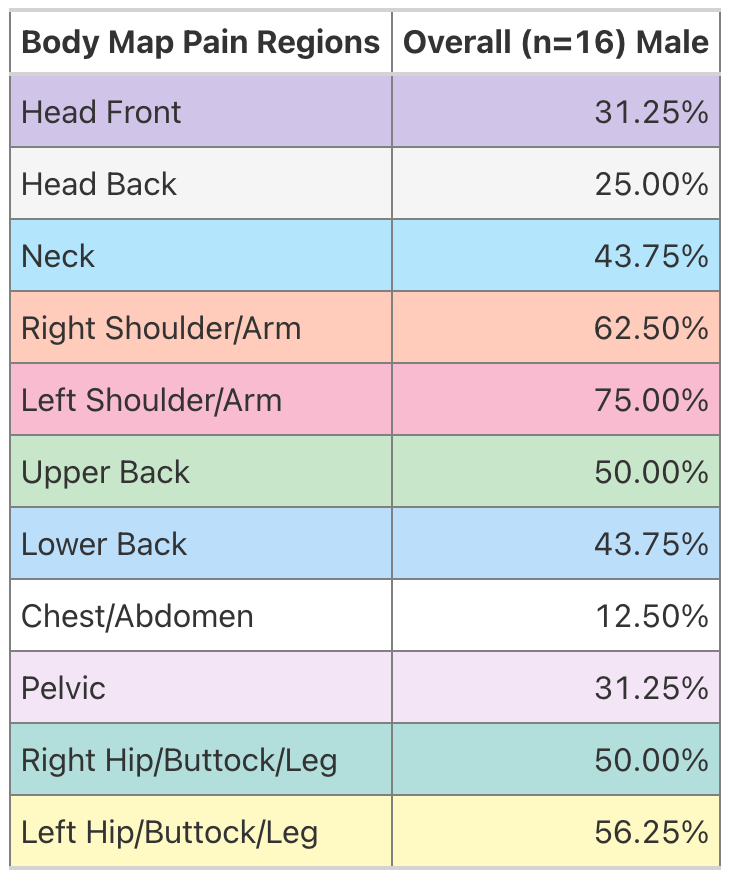 Body Map Pain Regions Overall (n=16) Male
Head Front 31.25%
Head Back 25.00%
Neck 43.75%
Right Shoulder/Arm 62.50%
Left Shoulder/Arm 75.00%
Upper Back 50.00%
Lower Back 43.75%
Chest/Abdomen 12.50%
Pelvic 31.25%
Right Hip/Buttock/Leg 50.00%
Left Hip/Buttock/Leg 56.25%